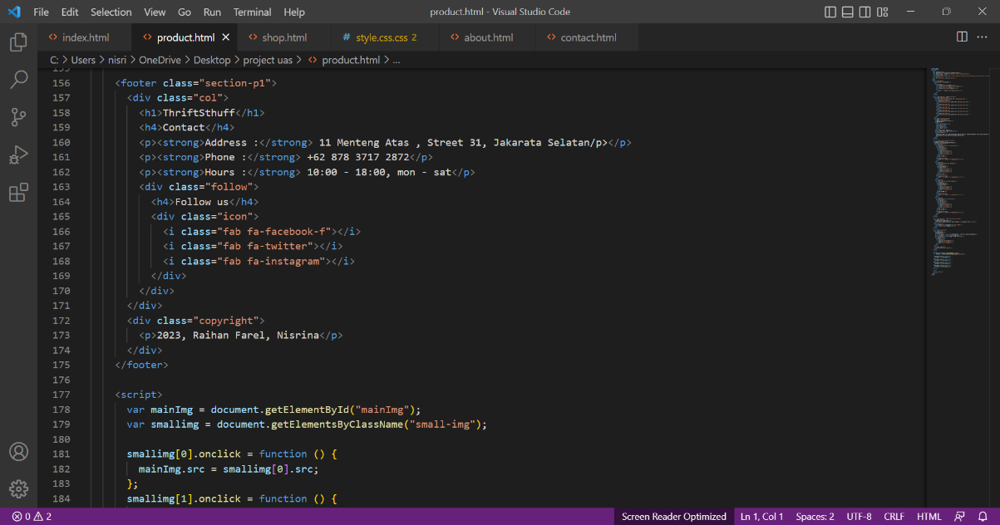 File Edit Selection View Go Run Terminal Help product.html - Visual Studio Code
index.html product.html shop.html # style.css.css 2 about.html contact.html
C: > Users > nisri > OneDrive > Desktop > project uas > product.html > ...
155
156 <footer class="section-p1">
157 <div class="col">
158 <h1>ThriftSthuff</h1>
159 <h4>Contact</h4>
160 <p><strong>Address :</strong> 11 Menteng Atas , Street 31, Jakarata Selatan/p></p>
161 <p><strong>Phone :</strong> +62 878 3717 2872</p>
162 <p><strong>Hours :</strong> 10:00 - 18:00, mon - sat</p>
163 <div class="follow">
164 <h4>Follow us</h4>
165 <div class="icon">
166 <i class="fab fa-facebook-f"></i>
167 <i class="fab fa-twitter"></i>
168 <i class="fab fa-instagram"></i>
169 </div>
170 </div>
171 </div>
172 <div class="copyright">
173 <p>2023, Raihan Farel, Nisrina</p>
174 </div>
175 </footer>
176
177 <script>
178 var mainImg = document.getElementById("mainImg");
179 var smallimg = document.getElementsByClassName("small-img");
180
181 smallimg[0].onclick = function () {
182 mainImg.src = smallimg[0].src;
183 };
184 smallimg[1].onclick = function () {
0 2 Screen Reader Optimized Ln 1, Col 1 Spaces: 2 UTF-8 CRLF HTML